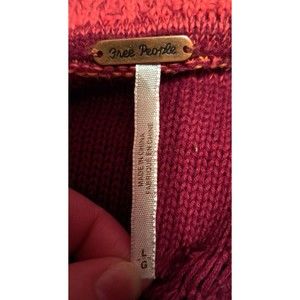 Free People
MADE IN CHINA
FABRIQUÉ EN CHINE
L
G